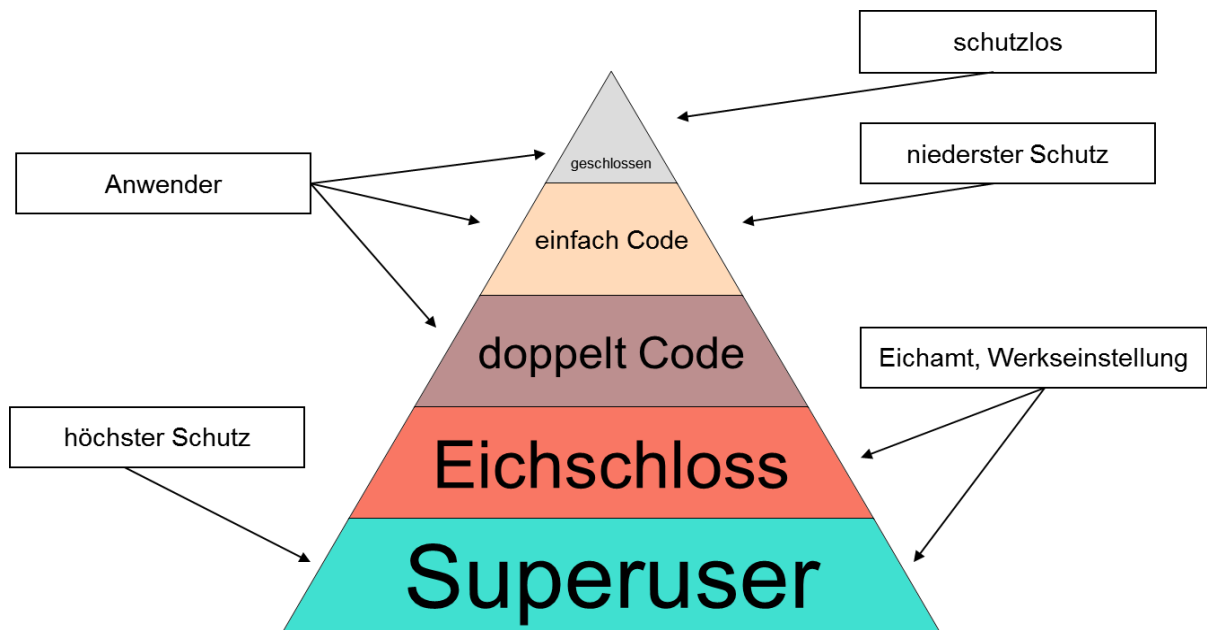 schutzlos
niederster Schutz
Anwender
geschlossen
einfach Code
doppelt Code
Eichamt, Werkseinstellung
höchster Schutz
Eichschloss
Superuser